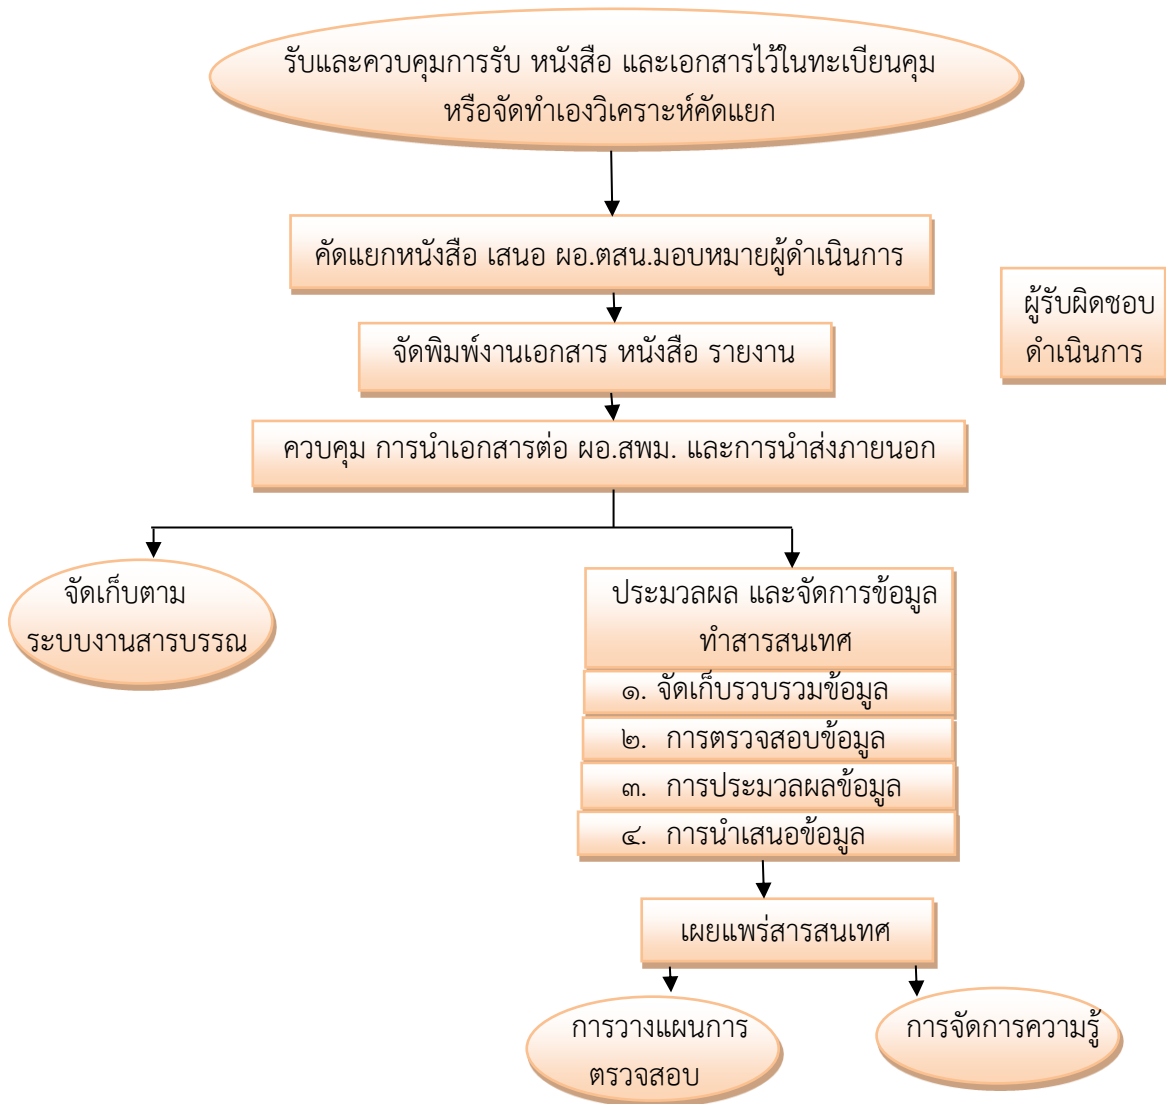 รับและควบคุมการรับ หนังสือ และเอกสารไว้ในทะเบียนคุม
หรือจัดทำเองวิเคราะห์คัดแยก
คัดแยกหนังสือ เสนอ ผอ.ตสน.มอบหมายผู้ดำเนินการ
ผู้รับผิดชอบ
ดำเนินการ
จัดพิมพ์งานเอกสาร หนังสือ รายงาน
ควบคุม การนำเอกสารต่อ ผอ.สพม. และการนำส่งภายนอก
จัดเก็บตาม
ระบบงานสารบรรณ
ประมวลผล และจัดการข้อมูล
ทำสารสนเทศ
๑. จัดเก็บรวบรวมข้อมูล
๒. การตรวจสอบข้อมูล
๓. การประมวลผลข้อมูล
๔. การนำเสนอข้อมูล
เผยแพร่สารสนเทศ
การวางแผนการ
ตรวจสอบ
การจัดการความรู้